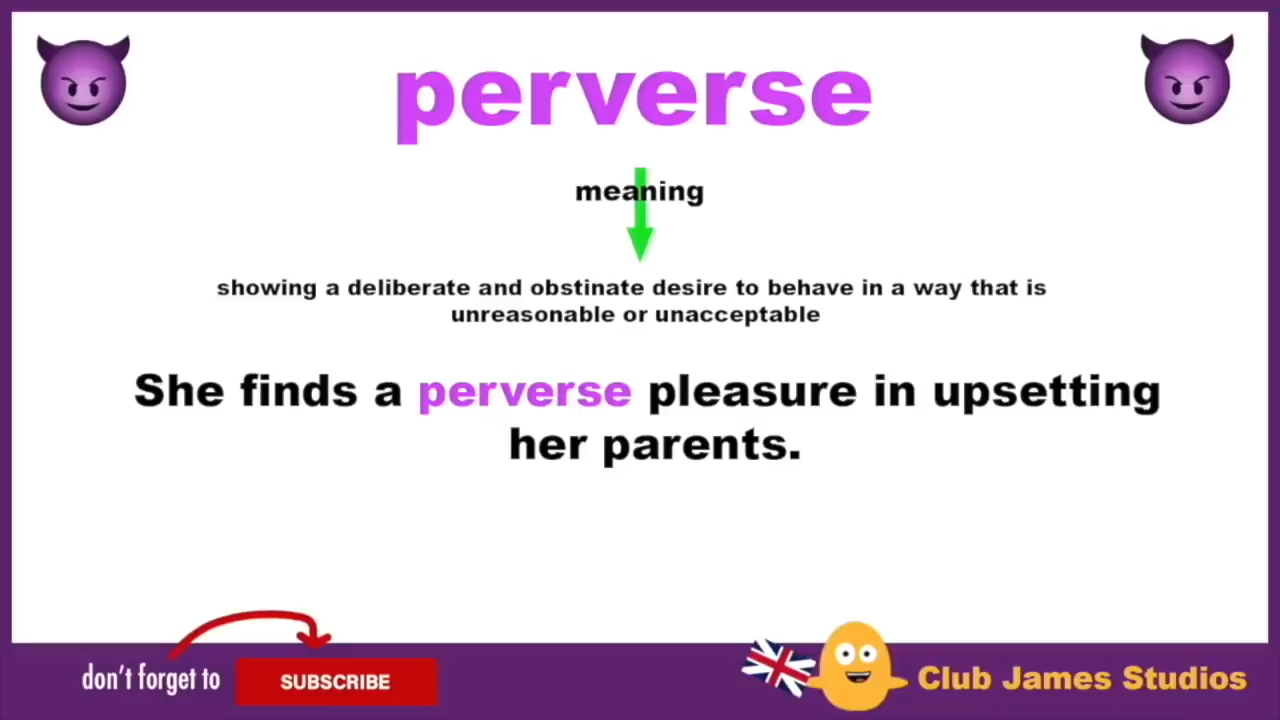 perverse
meaning
showing a deliberate and obstinate desire to behave in a way that is
unreasonable or unacceptable
She finds a perverse pleasure in upsetting
her parents.
don't forget to SUBSCRIBE
Club James Studios